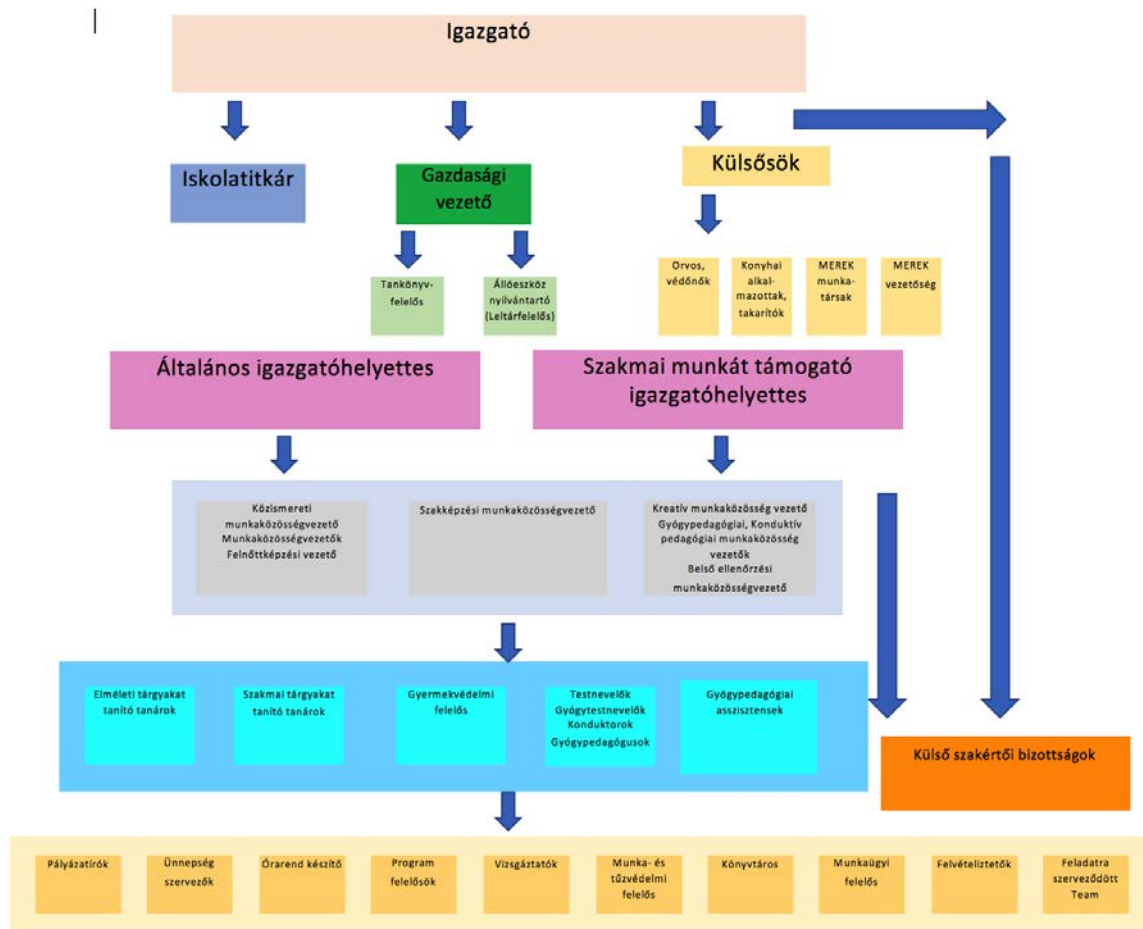 Igazgató
Iskolatitkár
Gazdasági
vezető
Külsősök
Tankönyv-
felelős
Állóeszköz
nyilvántartó
(Leltárfelelős)
Orvos,
védőnők
Konyhai
alkal-
mazottak,
takarítók
MEREK
munka-
társak
MEREK
vezetőség
Általános igazgatóhelyettes
Szakmai munkát támogató
igazgatóhelyettes
Közismereti
munkaközösségvezető
Munkaközösségvezetők
Felnőttképzési vezető
Szakképzési munkaközösségvezető
Kreatív munkaközösség vezető
Gyógypedagógiai, Konduktív
pedagógiai munkaközösség
vezetők
Belső ellenőrzési
munkaközösségvezető
Elméleti tárgyakat
tanító tanárok
Szakmai tárgyakat
tanító tanárok
Gyermekvédelmi
felelős
Testnevelők
Gyógytestnevelők
Konduktorok
Gyógypedagógusok
Gyógypedagógiai
asszisztensek
Külső szakértői bizottságok
Pályázatírók
Ünnepség
szervezők
Órarend készítő
Program
felelősök
Vizsgáztatók
Munka- és
tűzvédelmi
felelős
Könyvtáros
Munkaügyi
felelős
Felvételiztetők
Feladatra
szerveződött
Team